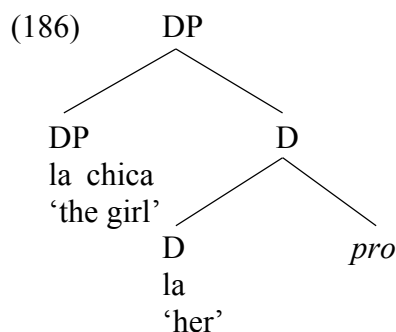 (186) DP
DP D
la chica
‘the girl’
D pro
la
‘her’